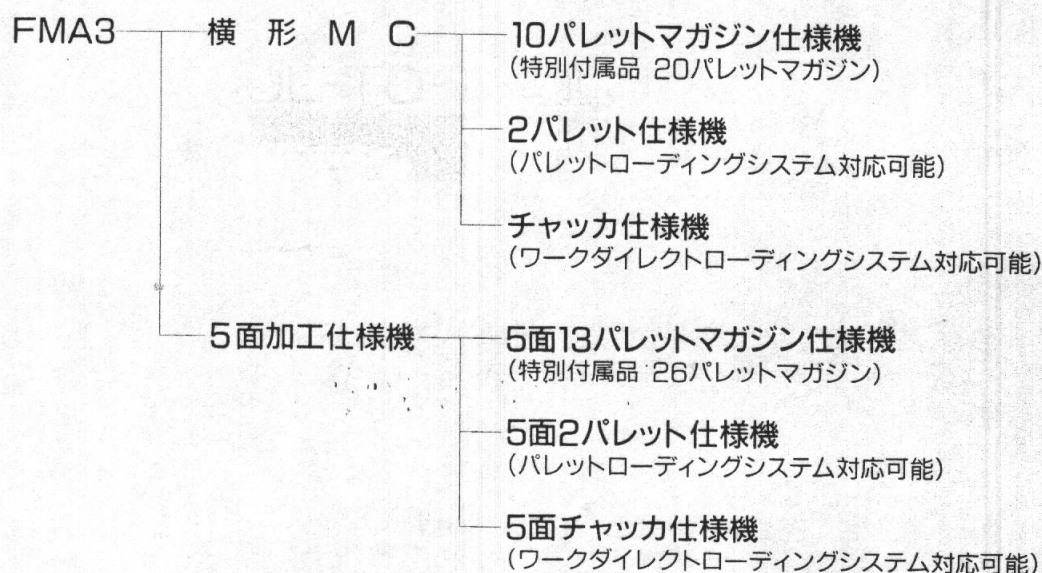 FMA3
横形MC
10パレットマガジン仕様機
(特別付属品 20パレットマガジン)
2パレット仕様機
(パレットローディングシステム対応可能)
チャッカ仕様機
(ワークダイレクトローディングシステム対応可能)
5面加工仕様機
5面13パレットマガジン仕様機
(特別付属品 26パレットマガジン)
5面2パレット仕様機
(パレットローディングシステム対応可能)
5面チャッカ仕様機
(ワークダイレクトローディングシステム対応可能)